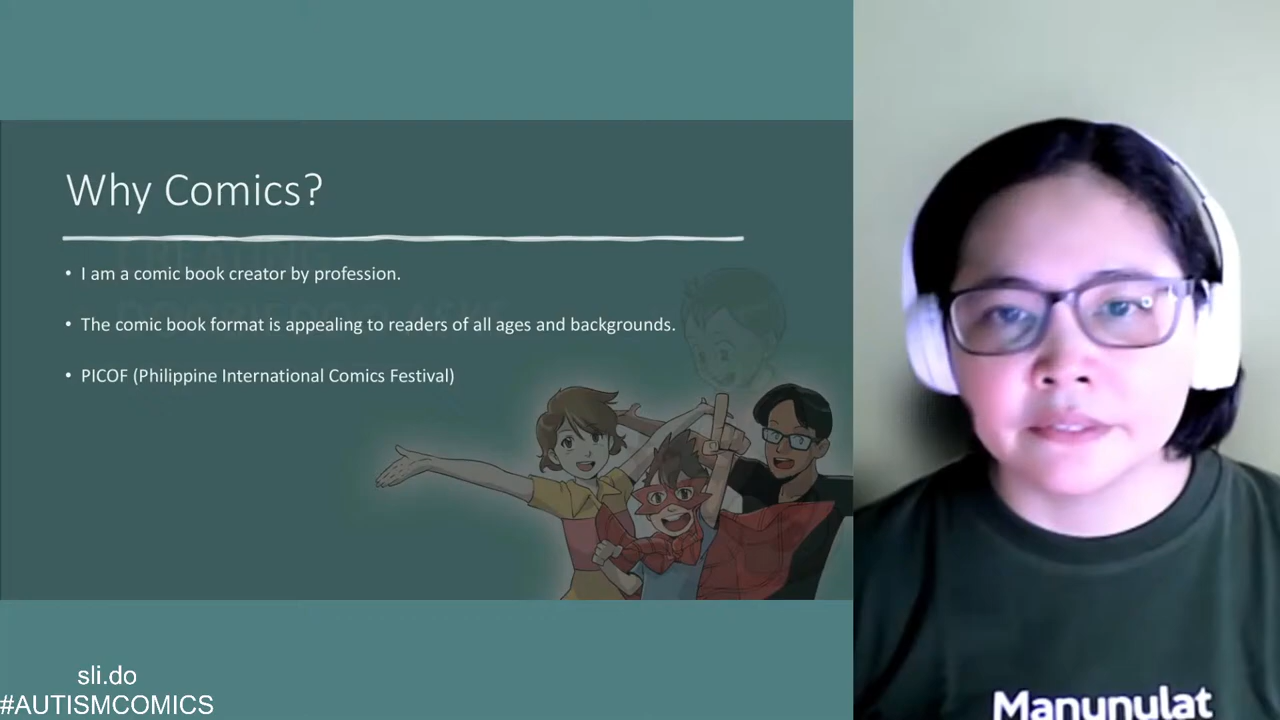 Why Comics?
• I am a comic book creator by profession.
• The comic book format is appealing to readers of all ages and backgrounds.
• PICOF (Philippine International Comics Festival)
sli.do
#AUTISMCOMICS
Manunulat